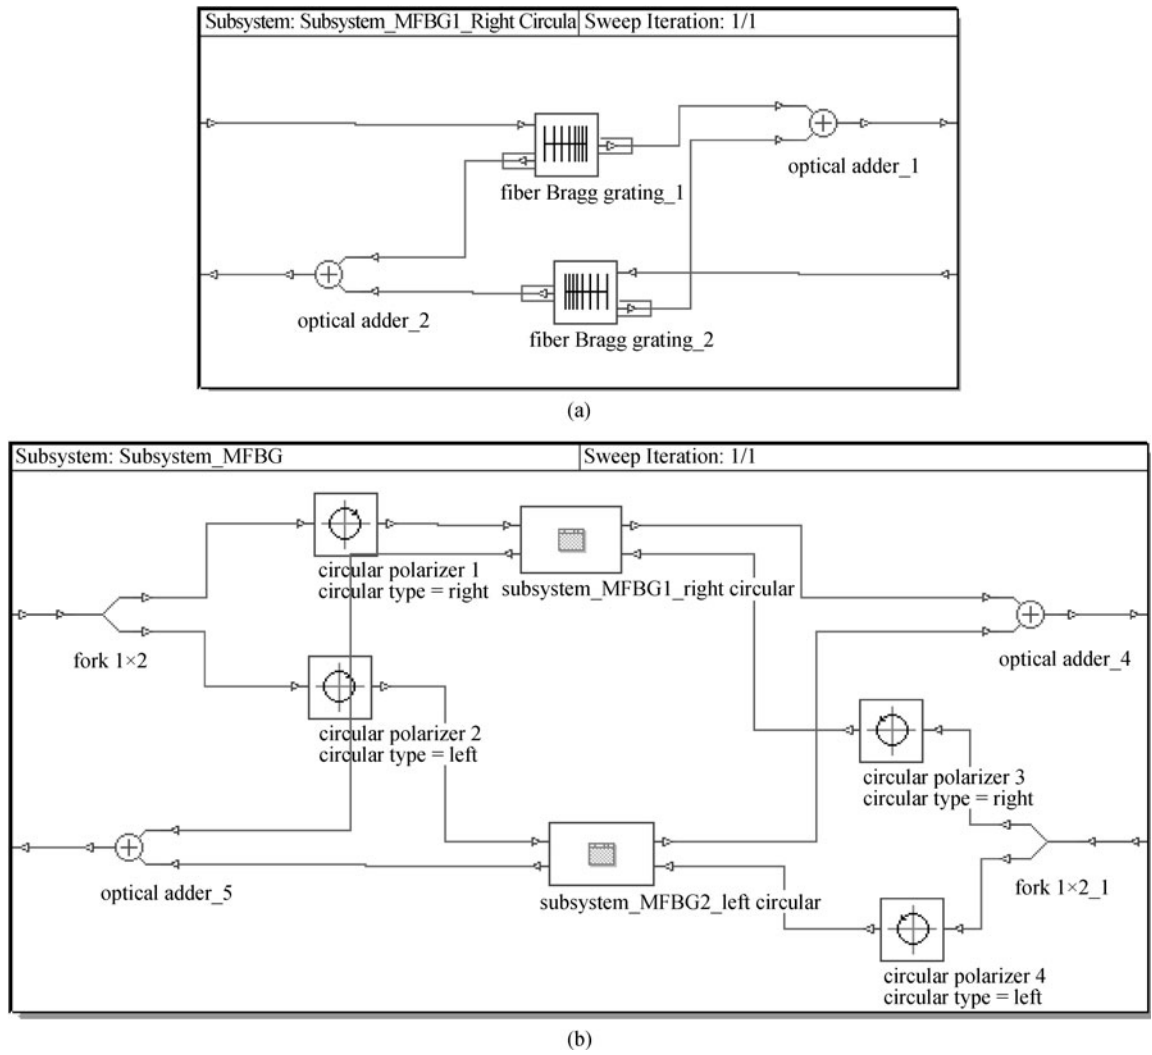 Subsystem: Subsystem_MFBG1_Right Circula Sweep Iteration: 1/1
optical adder_1
fiber Bragg grating_1
optical adder_2
fiber Bragg grating_2
(a)
Subsystem: Subsystem_MFBG Sweep Iteration: 1/1
circular polarizer 1
circular type = right
subsystem_MFBG1_right circular
fork 1×2
optical adder_4
circular polarizer 2
circular type = left
circular polarizer 3
circular type = right
optical adder_5
subsystem_MFBG2_left circular
fork 1×2_1
circular polarizer 4
circular type = left
(b)